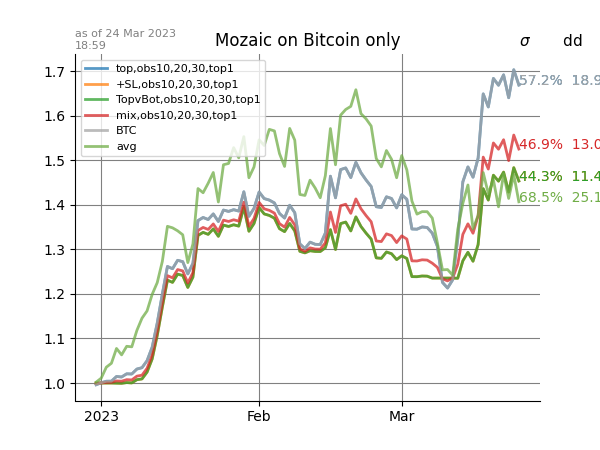 as of 24 Mar 2023
18:59
Mozaic on Bitcoin only
σ dd
top,obs10,20,30,top1
+SL,obs10,20,30,top1
TopvBot,obs10,20,30,top1
mix,obs10,20,30,top1
BTC
avg
1.7
1.6
1.5
1.4
1.3
1.2
1.1
1.0
57.2% 18.9
46.9% 13.0
44.3% 11.4
68.5% 25.1
2023 Feb Mar